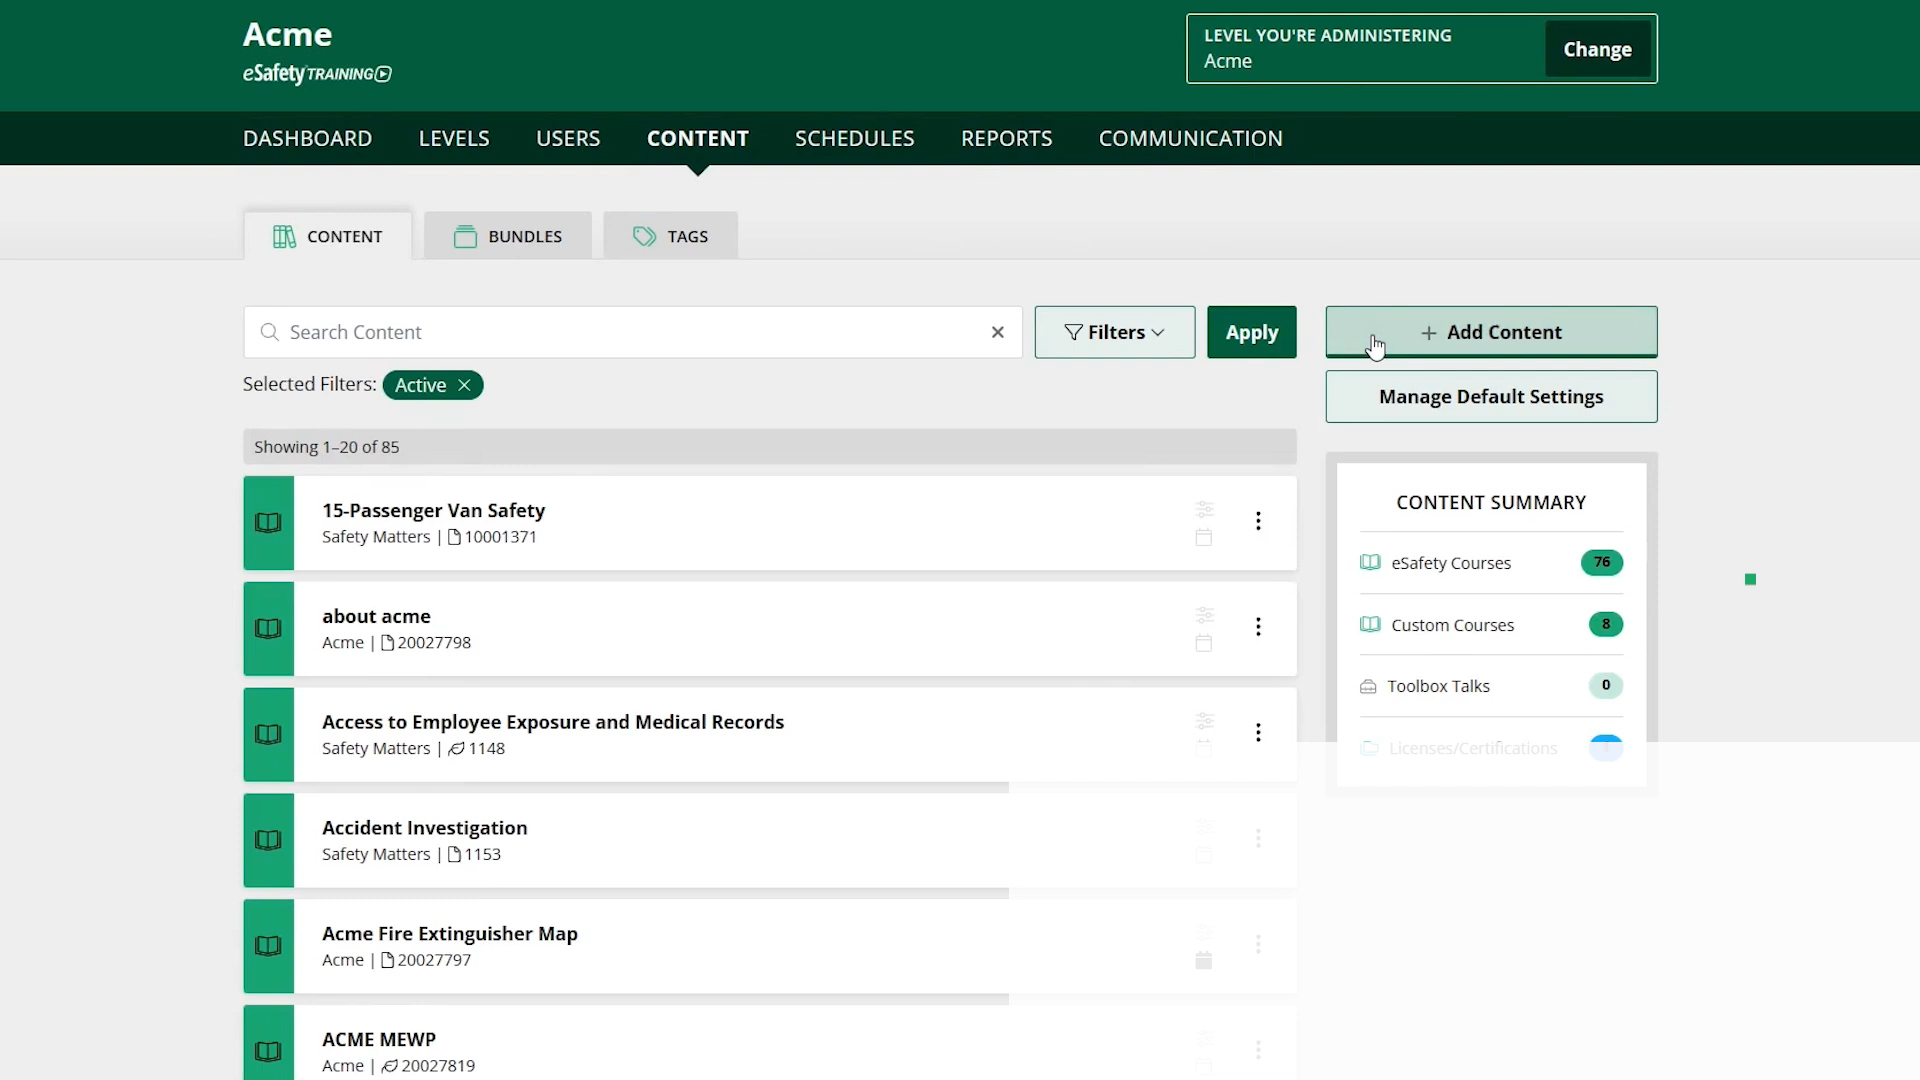 Acme
eSafety TRAINING
LEVEL YOU'RE ADMINISTERING
Acme
Change
DASHBOARD LEVELS USERS CONTENT SCHEDULES REPORTS COMMUNICATION
CONTENT BUNDLES TAGS
Search Content
Filters
Apply
+ Add Content
Selected Filters: Active
Manage Default Settings
Showing 1–20 of 85
15-Passenger Van Safety
Safety Matters | 10001371
about acme
Acme | 20027798
Access to Employee Exposure and Medical Records
Safety Matters | 1148
Accident Investigation
Safety Matters | 1153
Acme Fire Extinguisher Map
Acme | 20027797
ACME MEWP
Acme | 20027819
CONTENT SUMMARY
eSafety Courses 76
Custom Courses 8
Toolbox Talks 0
Licenses/Certifications